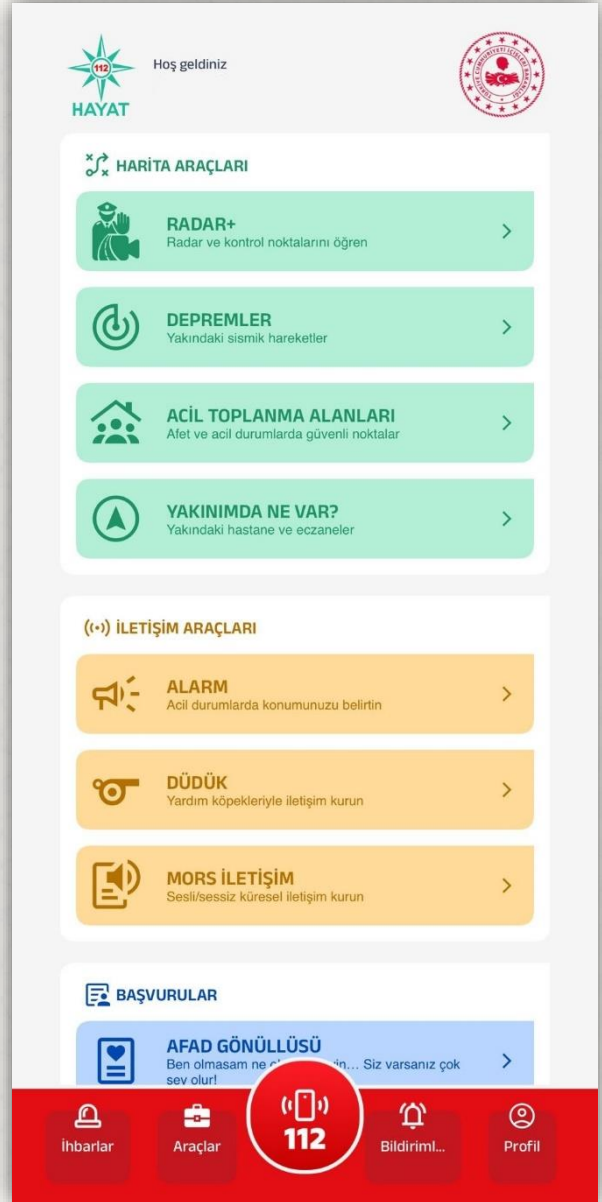 112
HAYAT
Hoş geldiniz
HARİTA ARAÇLARI
RADAR+
Radar ve kontrol noktalarını öğren
DEPREMLER
Yakındaki sismik hareketler
ACİL TOPLANMA ALANLARI
Afet ve acil durumlarda güvenli noktalar
YAKINIMDA NE VAR?
Yakındaki hastane ve eczaneler
İLETİŞİM ARAÇLARI
ALARM
Acil durumlarda konumunuzu belirtin
DÜDÜK
Yardım köpekleriyle iletişim kurun
MORS İLETİŞİM
Sesli/sessiz küresel iletişim kurun
BAŞVURULAR
AFAD GÖNÜLLÜSÜ
Ben olmasam ne Siz varsanız çok
şey olur!
İhbarlar
Araçlar
112
Bildiriml...
Profil